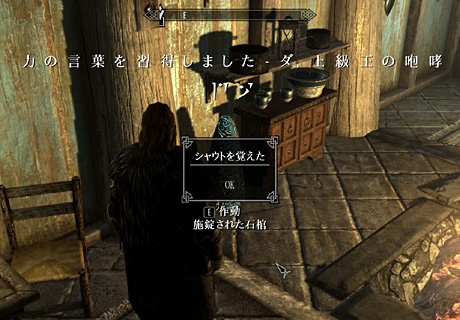 E
力の言葉を習得しました - ダ, 上級王の咆哮
シャウトを覚えた
OK
E 作動
施錠された石棺